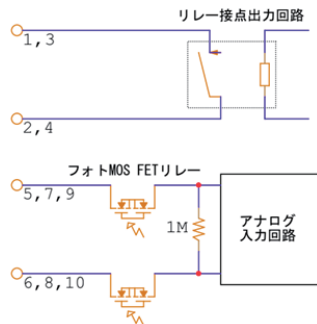 リレー接点出力回路
1,3
2,4
フォトMOS FETリレー
5,7,9
1M
アナログ
入力回路
6,8,10